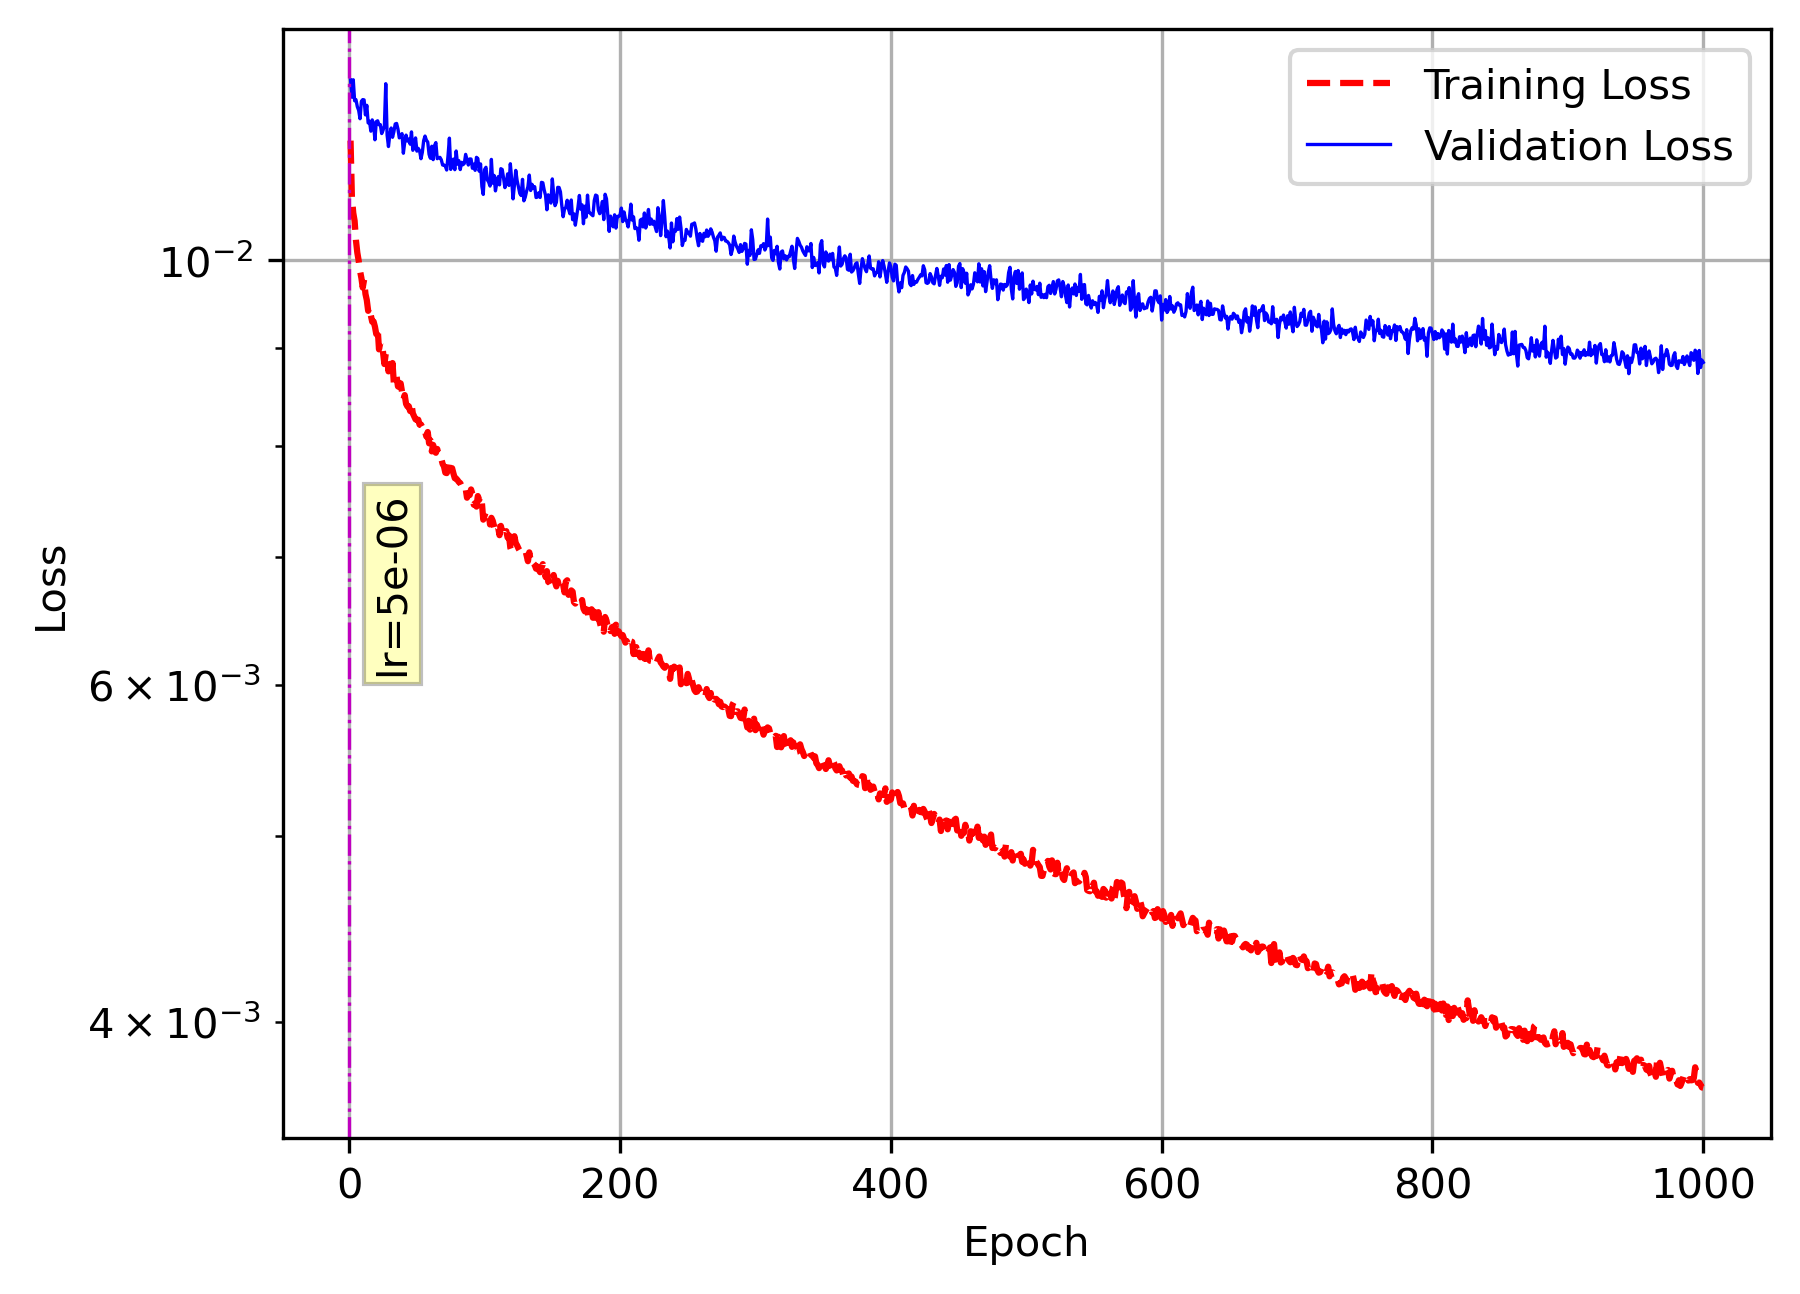 Training Loss
Validation Loss
10⁻²
6×10⁻³
4×10⁻³
Loss
lr=5e-06
0 200 400 600 800 1000
Epoch